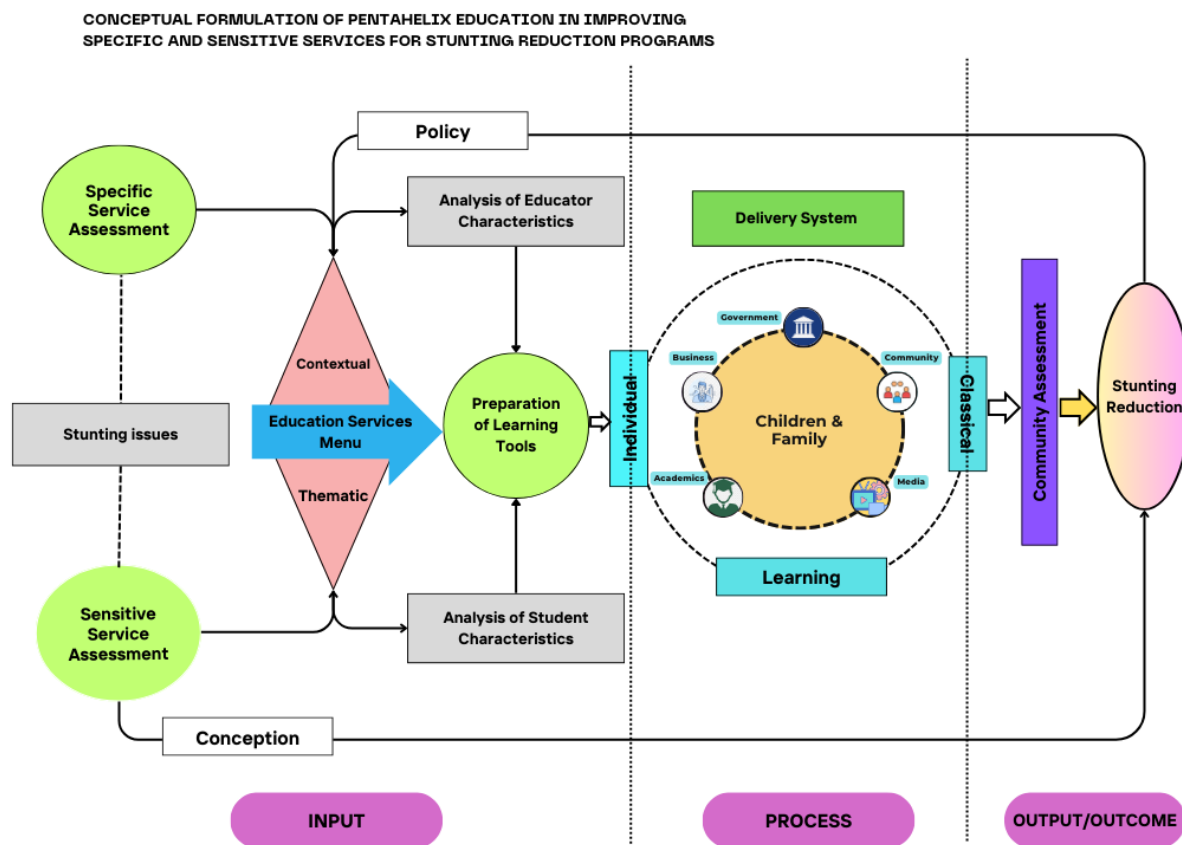 CONCEPTUAL FORMULATION OF PENTAHELIX EDUCATION IN IMPROVING
SPECIFIC AND SENSITIVE SERVICES FOR STUNTING REDUCTION PROGRAMS
Policy
Specific
Service
Assessment
Analysis of Educator
Characteristics
Delivery System
Contextual
Education Services
Menu
Thematic
Stunting issues
Preparation
of Learning
Tools
Individual
Government
Business
Community
Children &
Family
Academics
Media
Classical
Learning
Community Assessment
Stunting
Reduction
Sensitive
Service
Assessment
Analysis of Student
Characteristics
Conception
INPUT
PROCESS
OUTPUT/OUTCOME